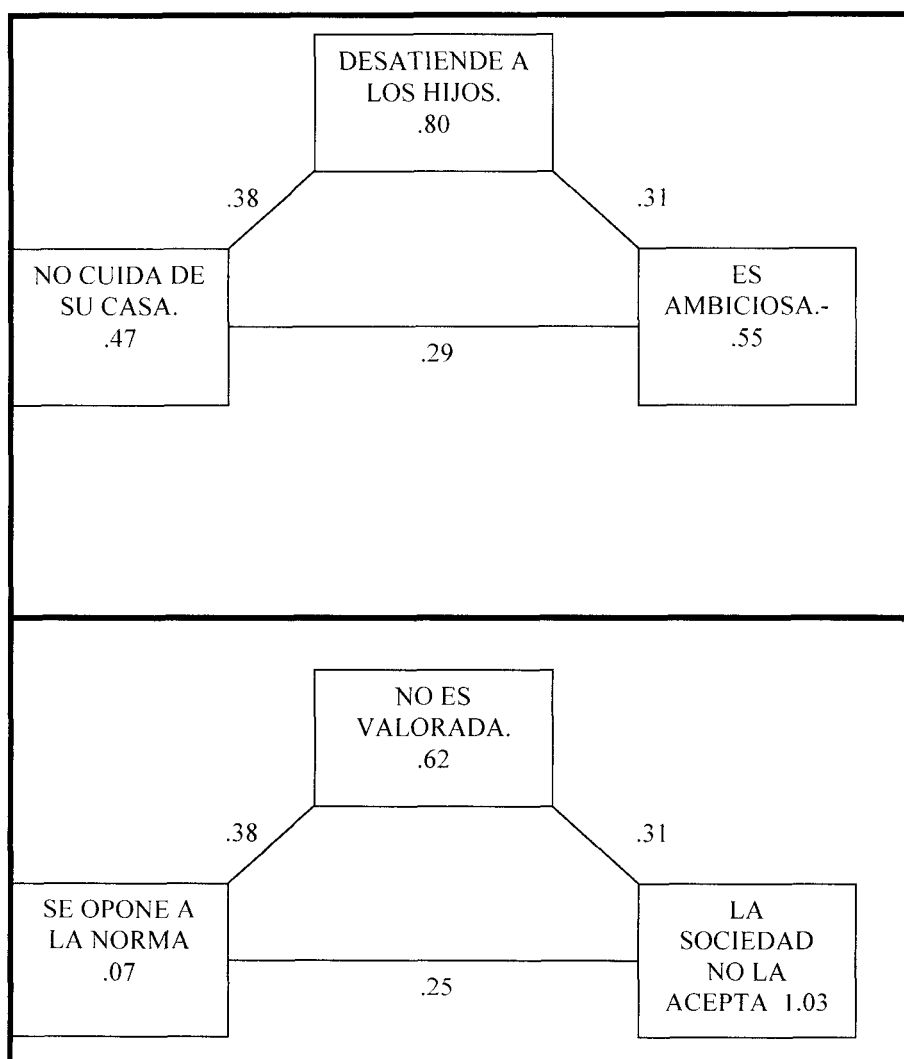 DESATIENDE A
LOS HIJOS.
.80
.38
.31
NO CUIDA DE
SU CASA.
.47
ES
AMBICIOSA.-
.55
.29
NO ES
VALORADA.
.62
.38
.31
SE OPONE A
LA NORMA
.07
LA
SOCIEDAD
NO LA
ACEPTA 1.03
.25